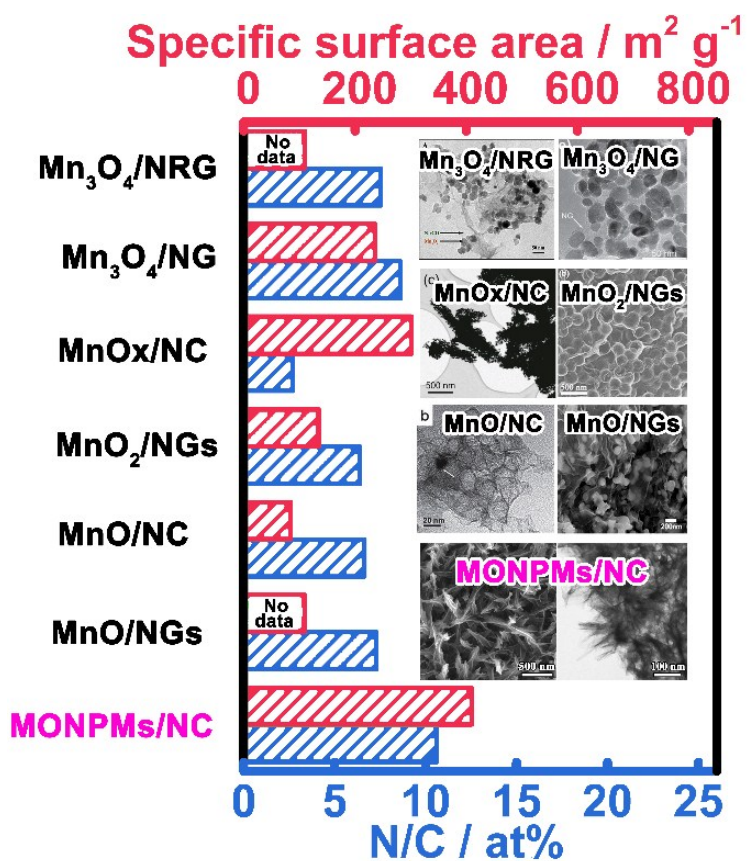 Specific surface area / m² g⁻¹
0 200 400 600 800
Mn₃O₄/NRG
No
data
Mn₃O₄/NG
MnOx/NC
MnO₂/NGs
MnO/NC
MnO/NGs
No
data
MONPMs/NC
Mn₃O₄/NRG
Mn₃O₄/NG
NG
(c)
MnOx/NC
500 nm
MnO₂/NGs
500 nm
b
MnO/NC
20 nm
MnO/NGs
200nm
MONPMs/NC
500 nm
100 nm
0 5 10 15 20 25
N/C / at%